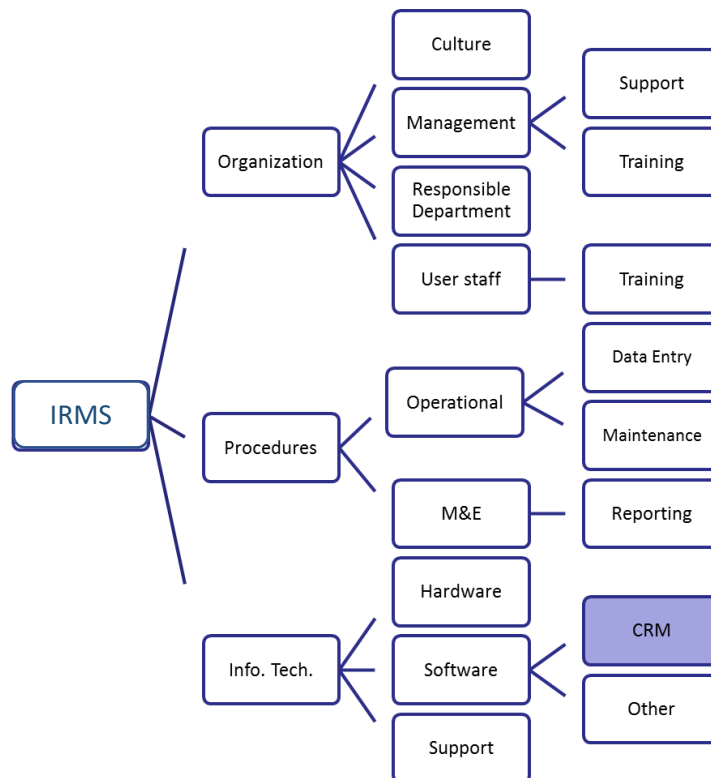 Culture
Support
Management
Organization
Training
Responsible
Department
User staff
Training
Data Entry
IRMS
Operational
Procedures
Maintenance
M&E
Reporting
Hardware
CRM
Info. Tech.
Software
Other
Support